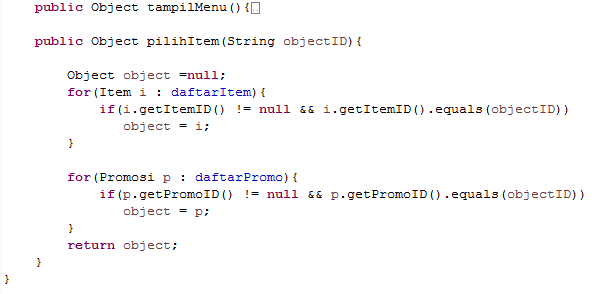 public Object tampilMenu(){
public Object pilihItem(String objectID){
Object object =null;
for(Item i : daftarItem){
if(i.getItemID() != null && i.getItemID().equals(objectID))
object = i;
}
for(Promosi p : daftarPromo){
if(p.getPromoID() != null && p.getPromoID().equals(objectID))
object = p;
}
return object;
}
}